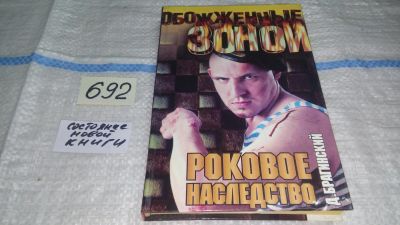 ОБОЖЖЕННЫЕ
ЗОНОЙ
692
СОСТОЯНИЕ
НОВОЙ
КНИГИ
РОКОВОЕ
НАСЛЕДСТВО
Д. БРАГИНСКИЙ